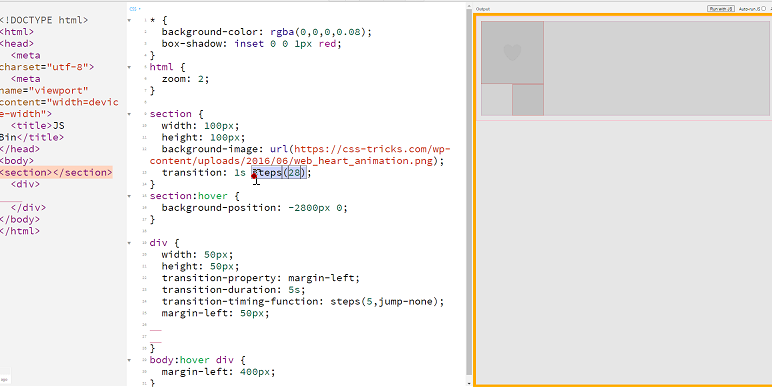 Output
Run with JS
Auto-run JS
<!DOCTYPE html>
<html>
<head>
<meta
charset="utf-8">
<meta
name="viewport"
content="width=devic
e-width">
<title>JS
Bin</title>
</head>
<body>
<section></section>
<div>
</div>
</body>
</html>
* {
background-color: rgba(0,0,0,0.08);
box-shadow: inset 0 0 1px red;
}
html {
zoom: 2;
}
section {
width: 100px;
height: 100px;
background-image: url(https://css-tricks.com/wp-
content/uploads/2016/06/web_heart_animation.png);
transition: 1s steps(28);
}
section:hover {
background-position: -2800px 0;
}
div {
width: 50px;
height: 50px;
transition-property: margin-left;
transition-duration: 5s;
transition-timing-function: steps(5,jump-none);
margin-left: 50px;
}
body:hover div {
margin-left: 400px;
}